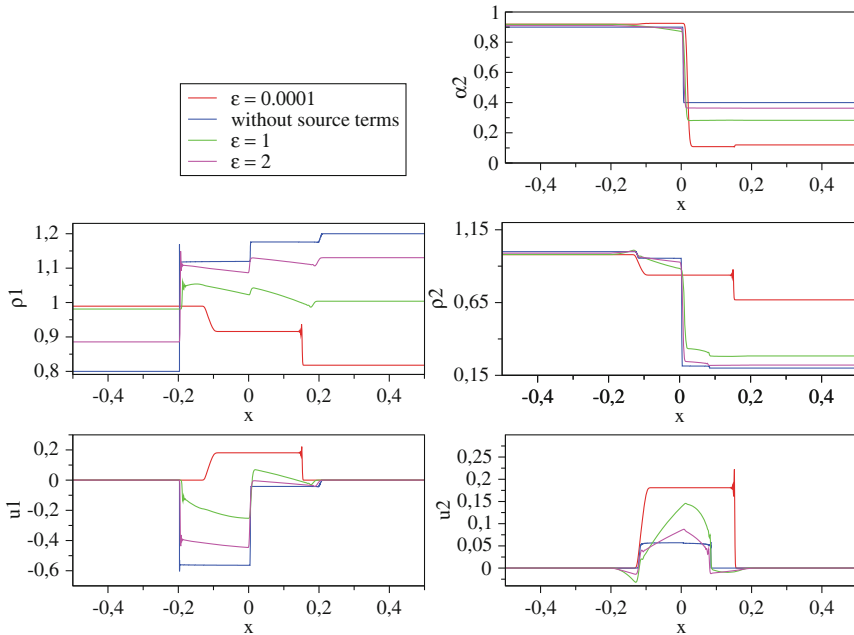 ε = 0.0001
without source terms
ε = 1
ε = 2
1
0,8
0,6
0,4
0,2
0
α2
-0,4 -0,2 0 0,2 0,4
x
1,2
1,1
1
0,9
0,8
ρ1
-0,4 -0,2 0 0,2 0,4
x
1,15
0,65
0,15
ρ2
-0,4 -0,2 0 0,2 0,4
x
0,2
0
-0,2
-0,4
-0,6
u1
-0,4 -0,2 0 0,2 0,4
x
0,25
0,2
0,15
0,1
0,05
0
u2
-0,4 -0,2 0 0,2 0,4
x